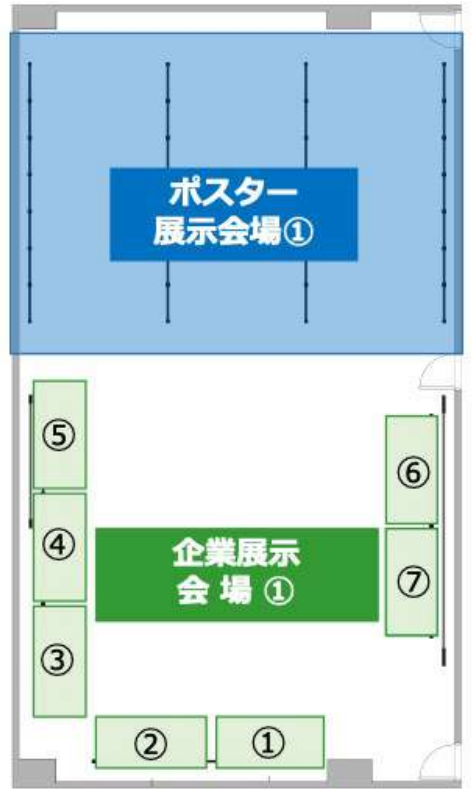 ポスター
展示会場①
⑤
⑥
④
企業展示
会 場 ①
⑦
③
②
①